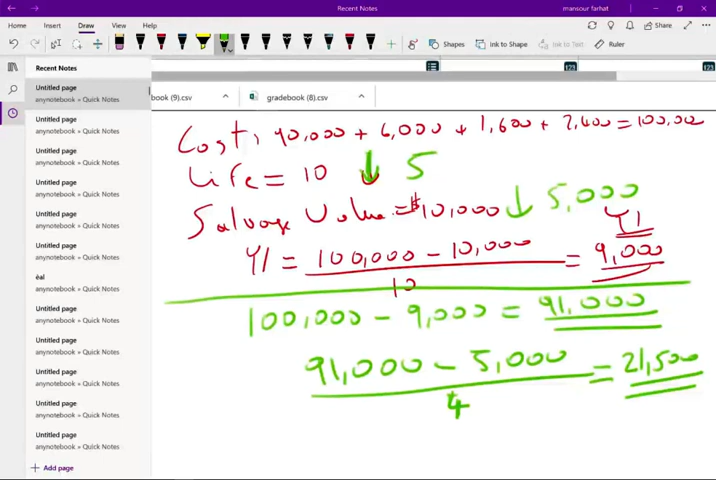 Recent Notes
mansour farhat
Home Insert Draw View Help
Share
Shapes Ink to Shape Ink to Text Ruler
Recent Notes
Untitled page
anynotebook » Quick Notes
Untitled page
anynotebook » Quick Notes
Untitled page
anynotebook » Quick Notes
Untitled page
anynotebook » Quick Notes
Untitled page
anynotebook » Quick Notes
Untitled page
anynotebook » Quick Notes
èal
anynotebook » Quick Notes
Untitled page
anynotebook » Quick Notes
Untitled page
anynotebook » Quick Notes
Untitled page
anynotebook » Quick Notes
Untitled page
anynotebook » Quick Notes
Untitled page
anynotebook » Quick Notes
Add page
123 123
book (9).csv gradebook (8).csv
Cost: 90,000 + 6,000 + 1,600 + 2,400 = 100,000
Life = 10 ↓ 5
Salvage Value = $10,000 ↓ 5,000
Y1
Y1 = 100,000 - 10,000 = 9,000
10
100,000 - 9,000 = 91,000
91,000 - 5,000 = 21,500
4